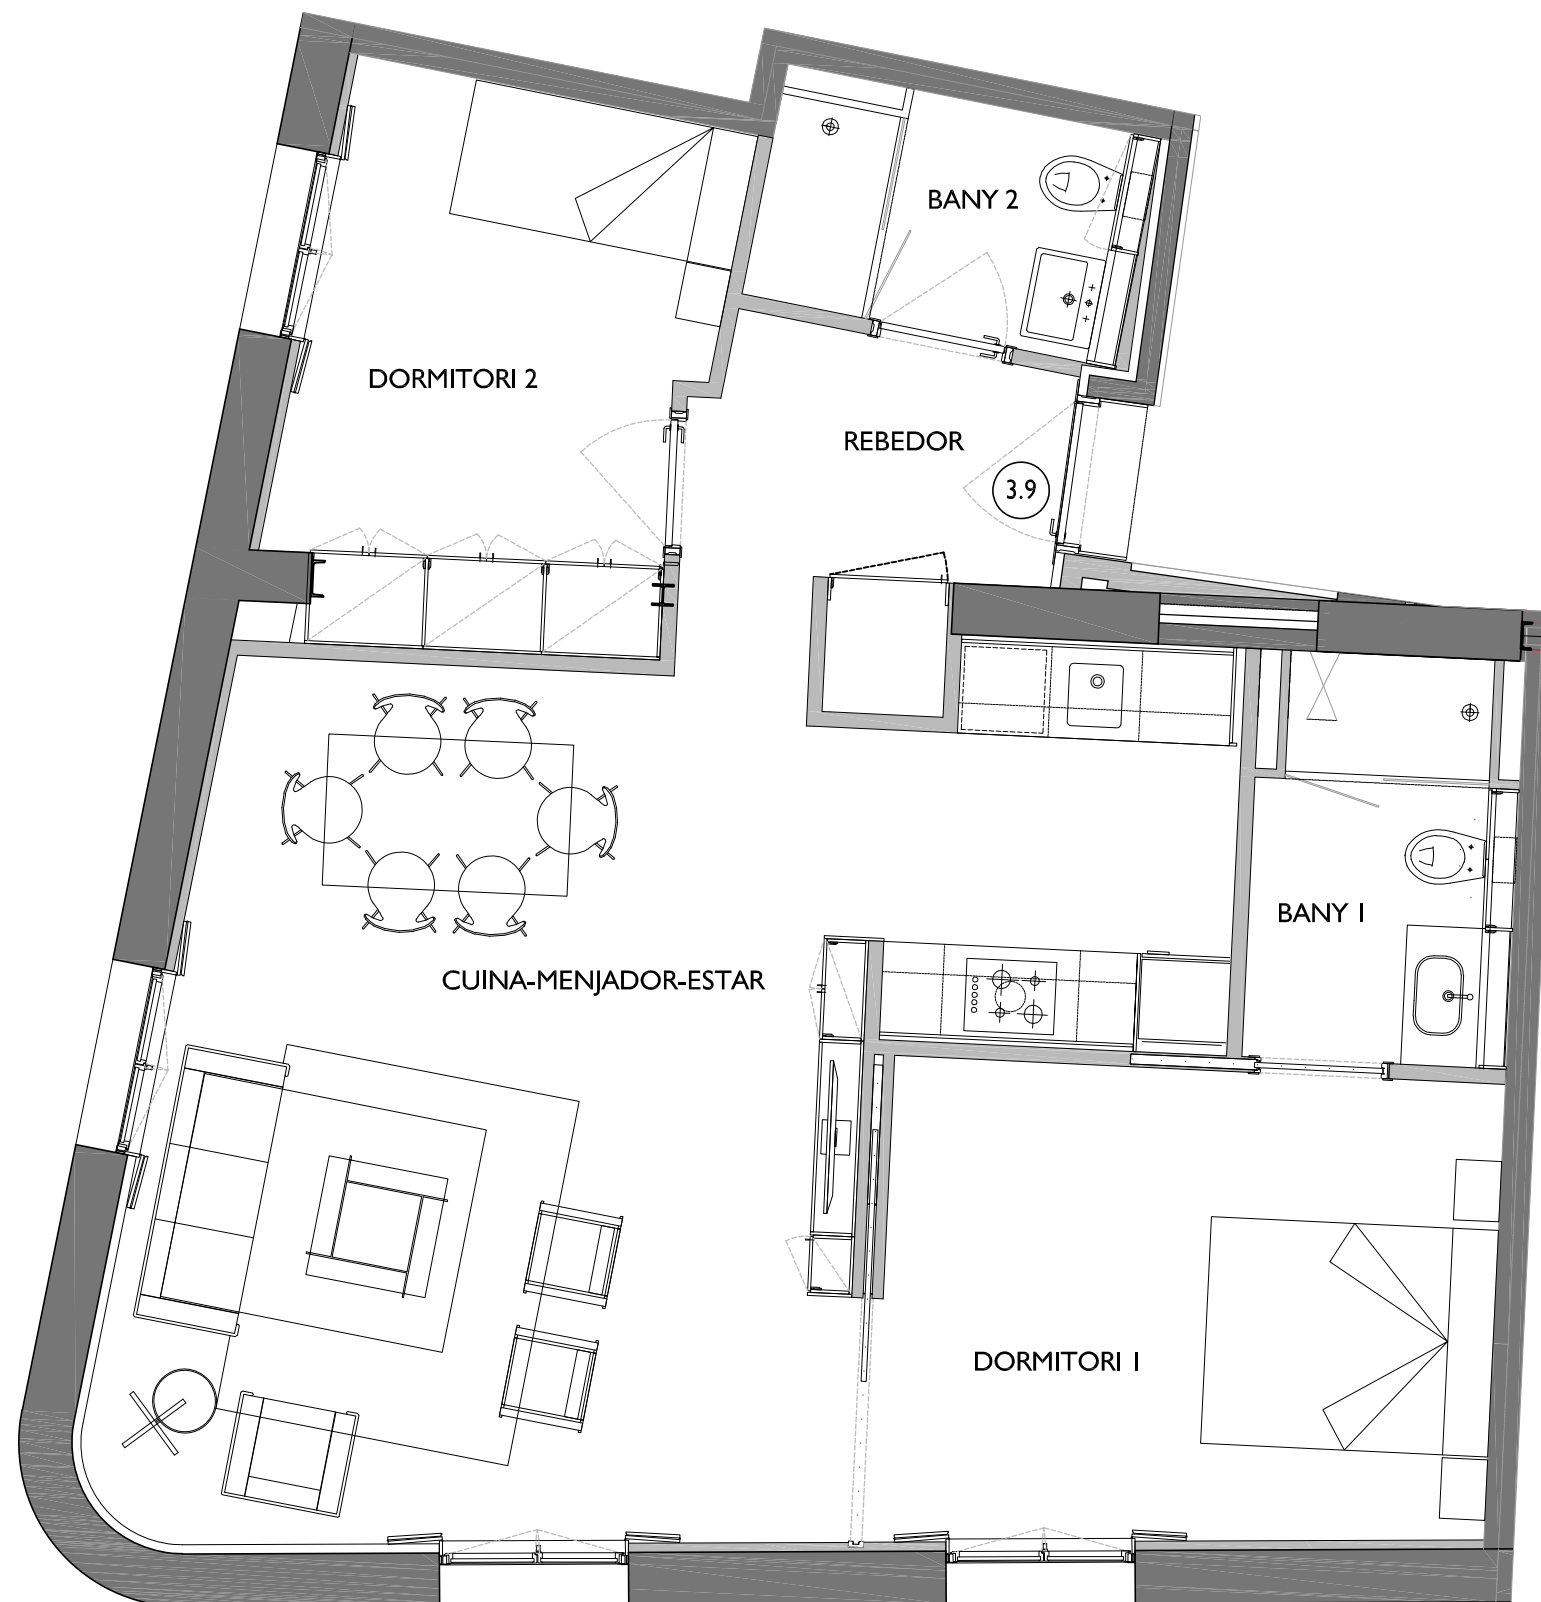 BANY 2
DORMITORI 2
REBEDOR
3.9
BANY 1
CUINA-MENJADOR-ESTAR
DORMITORI 1